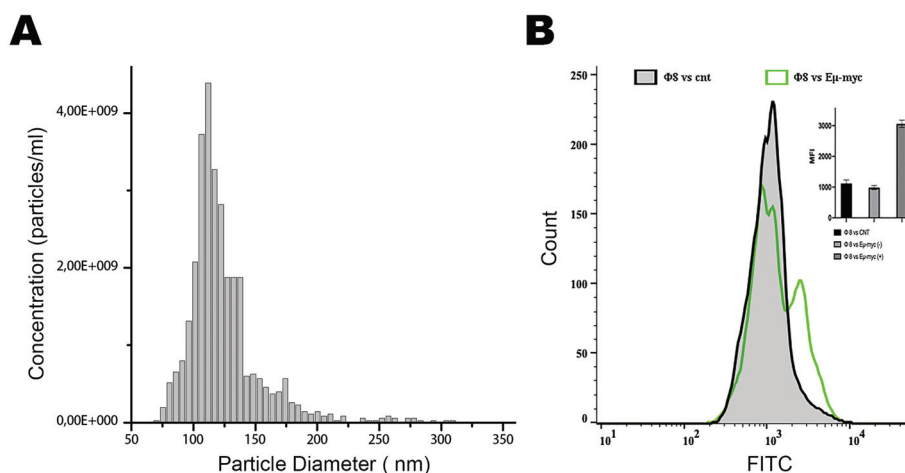 A
B
4,00E+009
2,00E+009
0,00E+000
Concentration (particles/ml)
50 100 150 200 250 300 350
Particle Diameter ( nm)
Φ8 vs cnt
Φ8 vs Eμ-myc
250
200
150
100
50
0
Count
10¹ 10² 10³ 10⁴
FITC
3000
2000
1000
0
MFI
Φ8 vs CNT
Φ8 vs Eμ-myc (-)
Φ8 vs Eμ-myc (+)